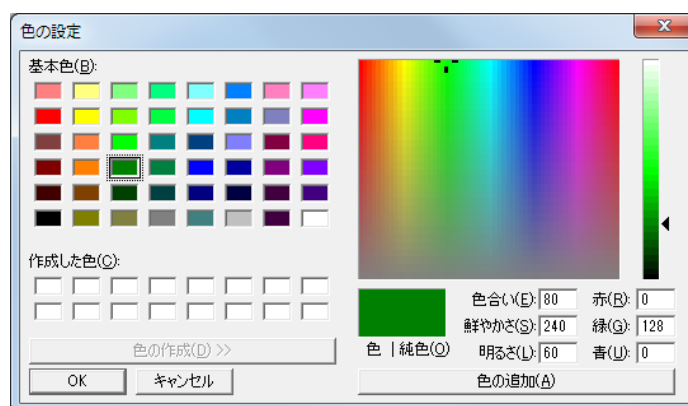 色の設定
基本色(B):
作成した色(C):
色の作成(D) >>
OK キャンセル
色 | 純色(O)
色合い(E): 80 赤(R): 0
鮮やかさ(S): 240 緑(G): 128
明るさ(L): 60 青(U): 0
色の追加(A)